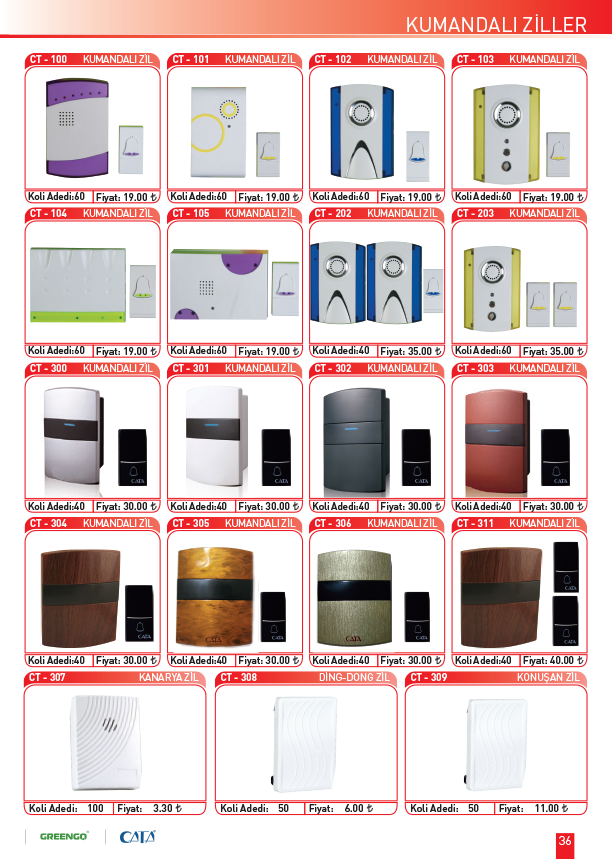 KUMANDALI ZİLLER
CT - 100 KUMANDALI ZİL CT - 101 KUMANDALI ZİL CT - 102 KUMANDALI ZİL CT - 103 KUMANDALI ZİL
Koli Adedi:60 Fiyat: 19.00 ₺ Koli Adedi:60 Fiyat: 19.00 ₺ Koli Adedi:60 Fiyat: 19.00 ₺ Koli Adedi:60 Fiyat: 19.00 ₺
CT - 104 KUMANDALI ZİL CT - 105 KUMANDALI ZİL CT - 202 KUMANDALI ZİL CT - 203 KUMANDALI ZİL
Koli Adedi:60 Fiyat: 19.00 ₺ Koli Adedi:60 Fiyat: 19.00 ₺ Koli Adedi:40 Fiyat: 35.00 ₺ Koli Adedi:60 Fiyat: 35.00 ₺
CT - 300 KUMANDALI ZİL CT - 301 KUMANDALI ZİL CT - 302 KUMANDALI ZİL CT - 303 KUMANDALI ZİL
CATA CATA CATA CATA
Koli Adedi:40 Fiyat: 30.00 ₺ Koli Adedi:40 Fiyat: 30.00 ₺ Koli Adedi:40 Fiyat: 30.00 ₺ Koli Adedi:40 Fiyat: 30.00 ₺
CT - 304 KUMANDALI ZİL CT - 305 KUMANDALI ZİL CT - 306 KUMANDALI ZİL CT - 311 KUMANDALI ZİL
CATA
CATA CATA CATA CATA CATA CATA
Koli Adedi:40 Fiyat: 30.00 ₺ Koli Adedi:40 Fiyat: 30.00 ₺ Koli Adedi:40 Fiyat: 30.00 ₺ Koli Adedi:40 Fiyat: 40.00 ₺
CT - 307 KANARYA ZİL CT - 308 DİNG-DONG ZİL CT - 309 KONUŞAN ZİL
Koli Adedi: 100 Fiyat: 3.30 ₺ Koli Adedi: 50 Fiyat: 6.00 ₺ Koli Adedi: 50 Fiyat: 11.00 ₺
GREENGO CATA 36